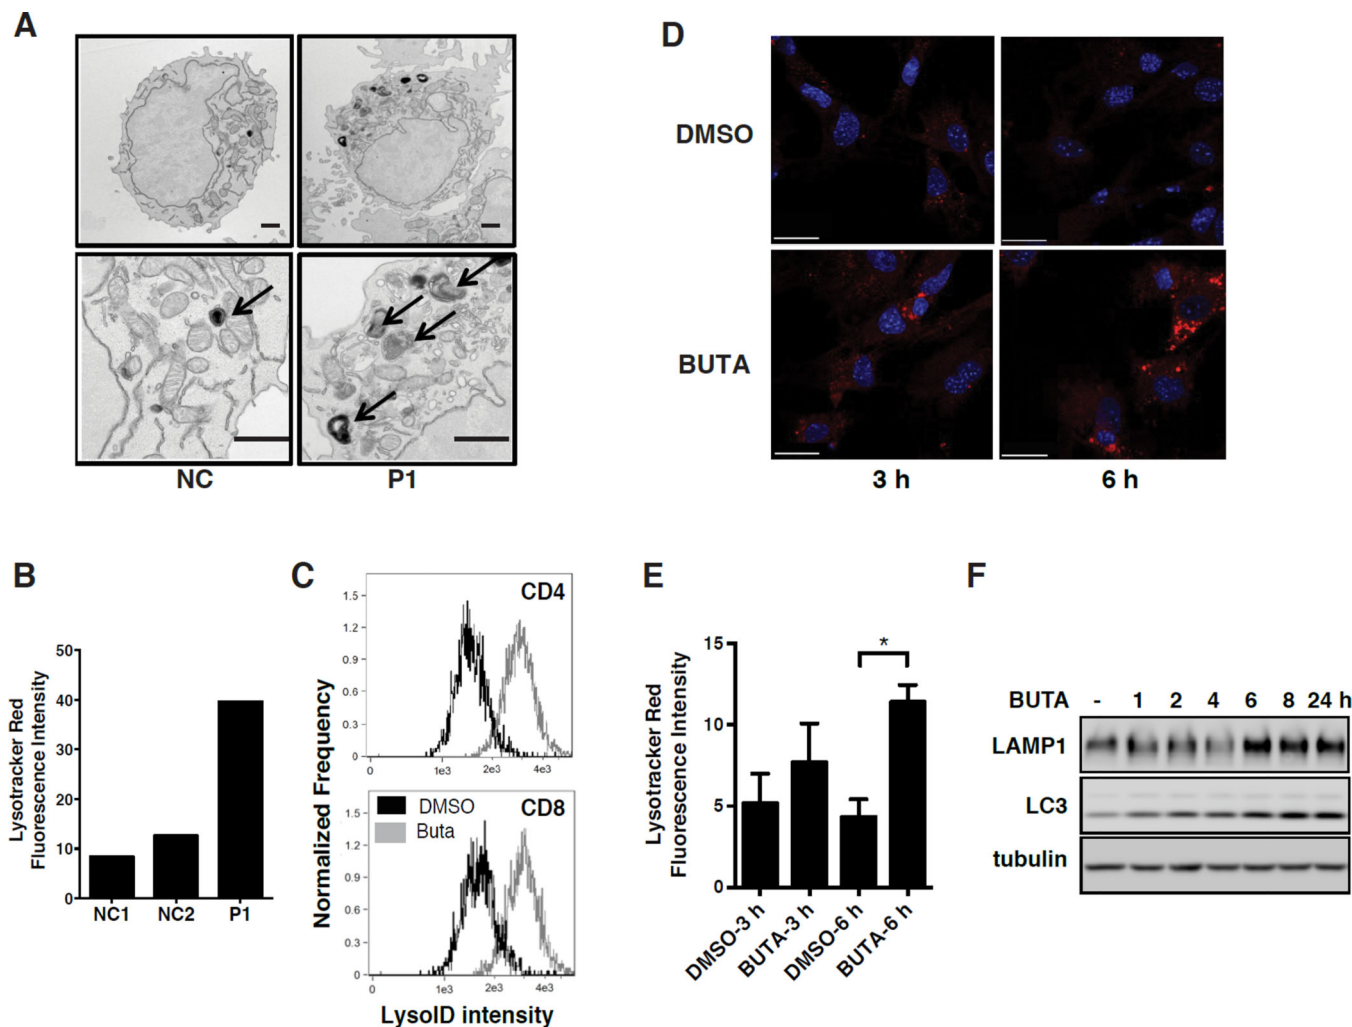 A
NC
P1
D
DMSO
BUTA
3 h
6 h
B
Lysotracker Red
Fluorescence Intensity
50
40
30
20
10
0
NC1
NC2
P1
C
Normalized Frequency
CD4
1.5
1.2
0.9
0.6
0.3
0
0
1e3
2e3
4e3
CD8
DMSO
Buta
1.5
1.2
0.9
0.6
0.3
0
0
1e3
2e3
4e3
LysoID intensity
E
Lysotracker Red
Fluorescence Intensity
15
10
5
0
*
DMSO-3 h
BUTA-3 h
DMSO-6 h
BUTA-6 h
F
BUTA - 1 2 4 6 8 24 h
LAMP1
LC3
tubulin